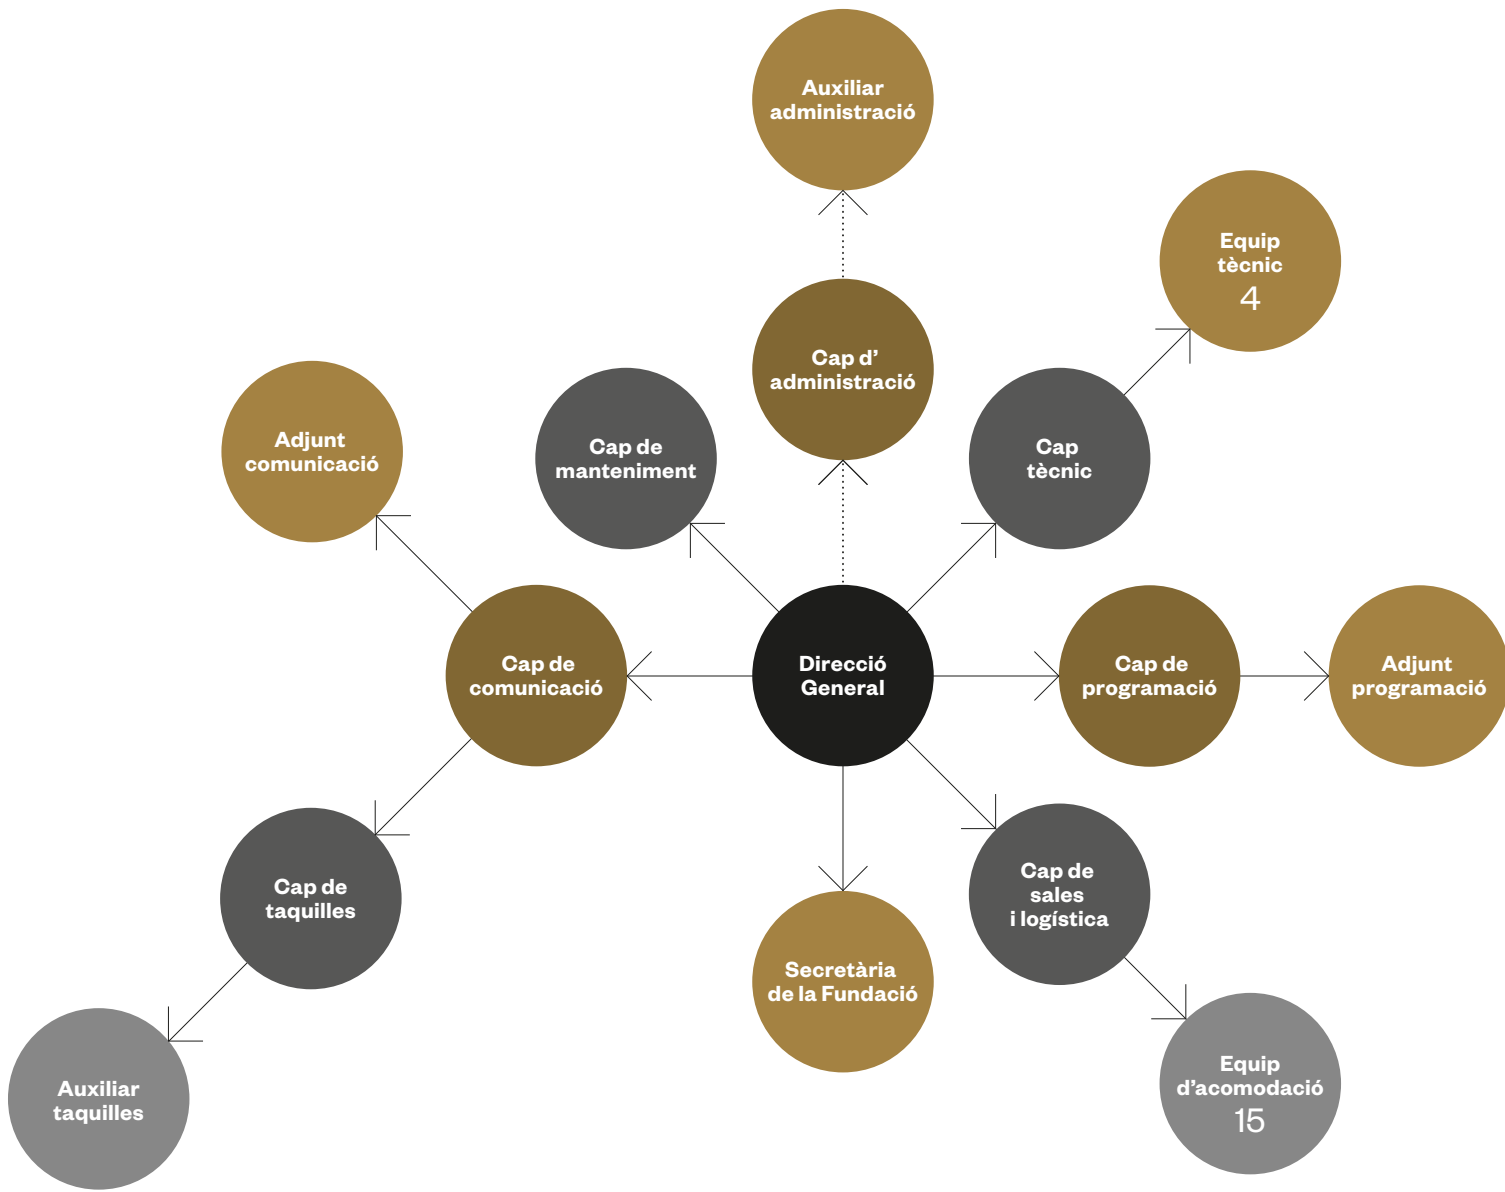 Auxiliar
administració
Equip
tècnic
4
Cap d’
administració
Adjunt
comunicació
Cap de
manteniment
Cap
tècnic
Cap de
comunicació
Direcció
General
Cap de
programació
Adjunt
programació
Cap de
taquilles
Cap de
sales
i logística
Secretària
de la Fundació
Auxiliar
taquilles
Equip
d’acomodació
15